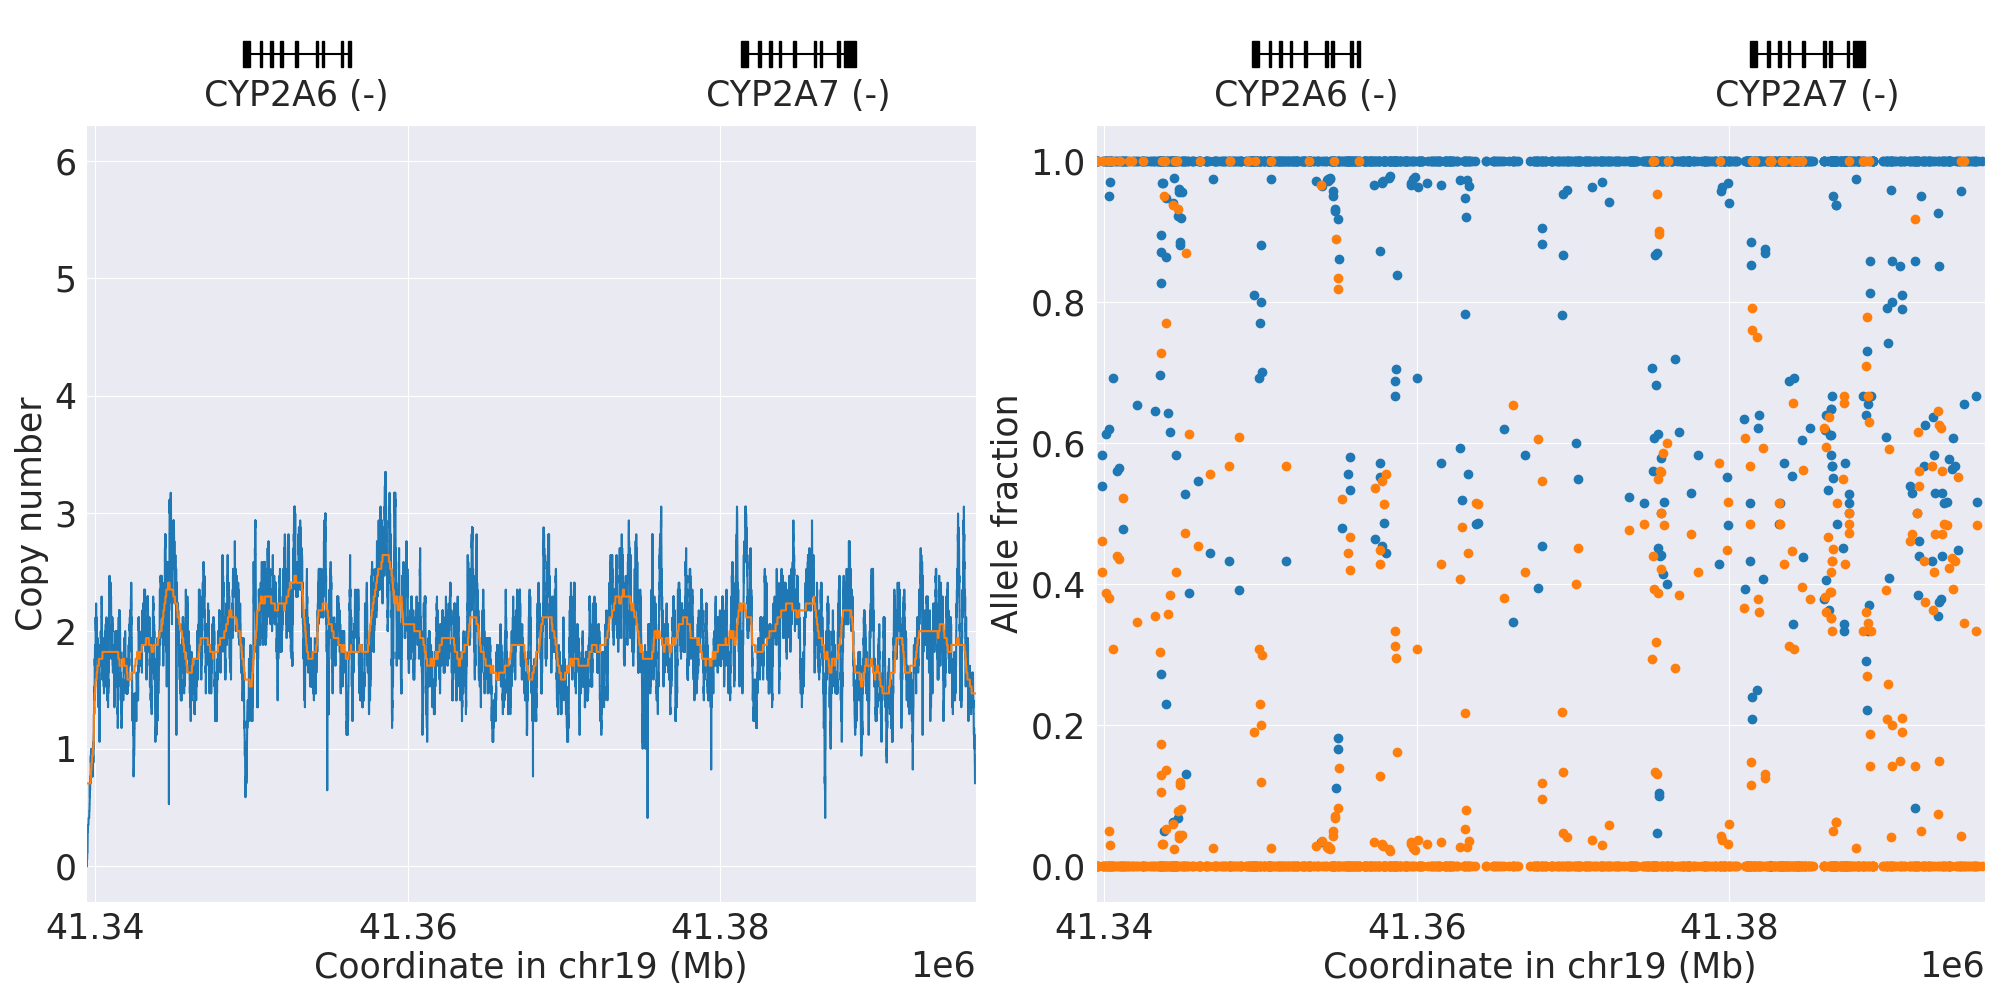 CYP2A6 (-)
CYP2A7 (-)
6
5
4
3
2
1
0
Copy number
41.34
41.36
41.38
Coordinate in chr19 (Mb)
1e6
CYP2A6 (-)
CYP2A7 (-)
1.0
0.8
0.6
0.4
0.2
0.0
Allele fraction
41.34
41.36
41.38
Coordinate in chr19 (Mb)
1e6